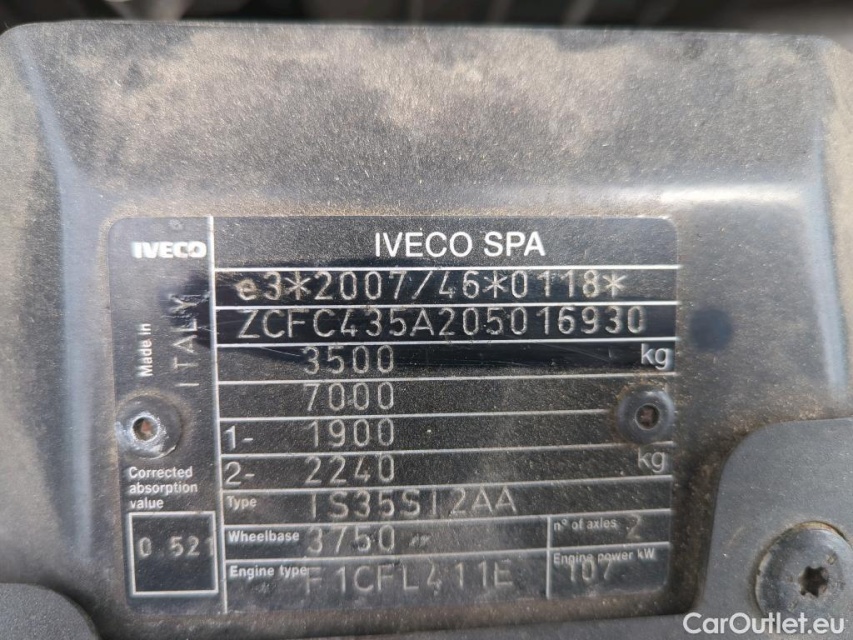 IVECO
IVECO SPA
e3*2007/46*0118*
ZCFC435A205016930
3500 kg
7000
1- 1900
2- 2240 kg
Type IS35SI2AA
Wheelbase 3750 n° of axles 2
Engine type F1CFL411E Engine power kW 107
Made in
ITALY
Corrected
absorption
value
0.521
CarOutlet.eu